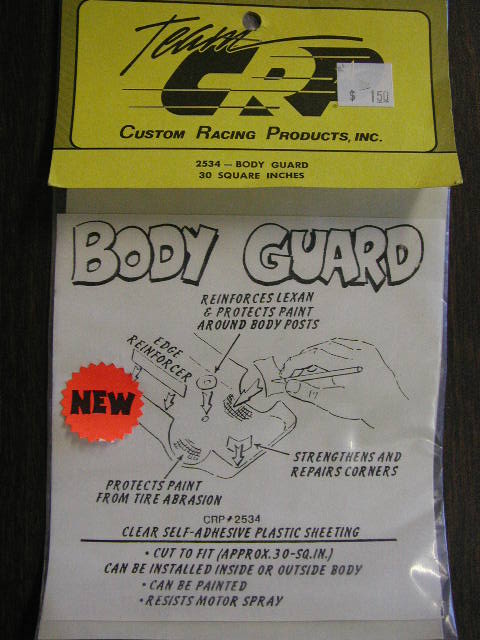 Team
CRP
$ 1.50
CUSTOM RACING PRODUCTS, INC.
2534 — BODY GUARD
30 SQUARE INCHES
BODY GUARD
REINFORCES LEXAN
& PROTECTS PAINT
AROUND BODY POSTS
EDGE
REINFORCER
NEW
STRENGTHENS AND
REPAIRS CORNERS
PROTECTS PAINT
FROM TIRE ABRASION
CRP#2534
CLEAR SELF-ADHESIVE PLASTIC SHEETING
• CUT TO FIT (APPROX. 30-SQ.IN.)
CAN BE INSTALLED INSIDE OR OUTSIDE BODY
• CAN BE PAINTED
• RESISTS MOTOR SPRAY